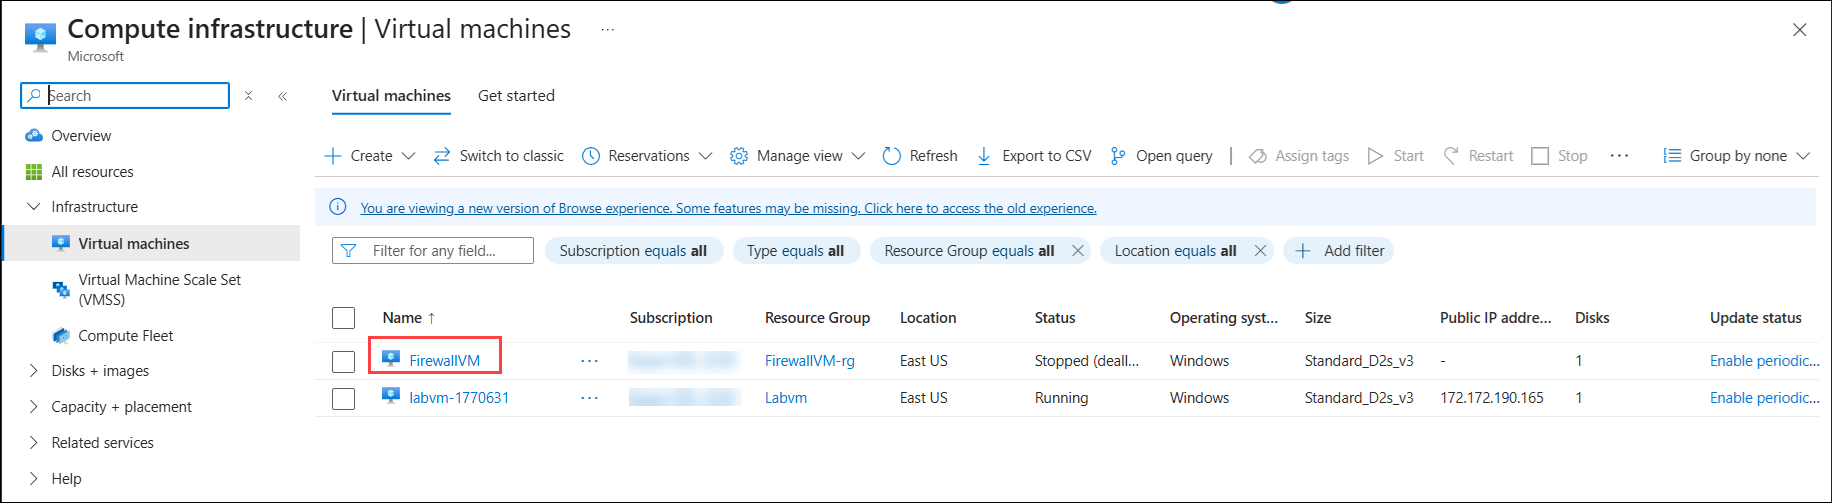 Compute infrastructure | Virtual machines ...
Microsoft
Search
Overview
All resources
Infrastructure
Virtual machines
Virtual Machine Scale Set
(VMSS)
Compute Fleet
Disks + images
Capacity + placement
Related services
Help
Virtual machines Get started
Create Switch to classic Reservations Manage view Refresh Export to CSV Open query Assign tags Start Restart Stop ... Group by none
You are viewing a new version of Browse experience. Some features may be missing. Click here to access the old experience.
Filter for any field... Subscription equals all Type equals all Resource Group equals all Location equals all Add filter
Name ↑ Subscription Resource Group Location Status Operating syst... Size Public IP addre... Disks Update status
FirewallVM ... FirewallVM-rg East US Stopped (deall... Windows Standard_D2s_v3 - 1 Enable periodic...
labvm-1770631 ... Labvm East US Running Windows Standard_D2s_v3 172.172.190.165 1 Enable periodic...